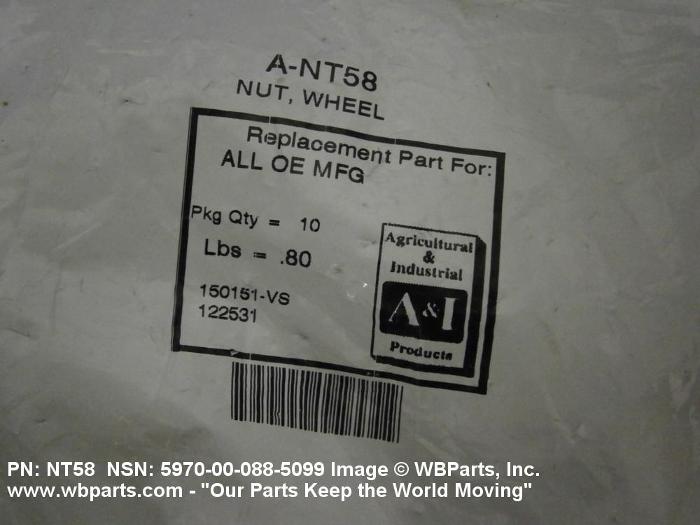 A-NT58
NUT, WHEEL
Replacement Part For:
ALL OE MFG
Pkg Qty = 10
Lbs = .80
150151-VS
122531
Agricultural
&
Industrial
A&I
Products
PN: NT58 NSN: 5970-00-088-5099 Image © WBParts, Inc.
www.wbparts.com - "Our Parts Keep the World Moving"